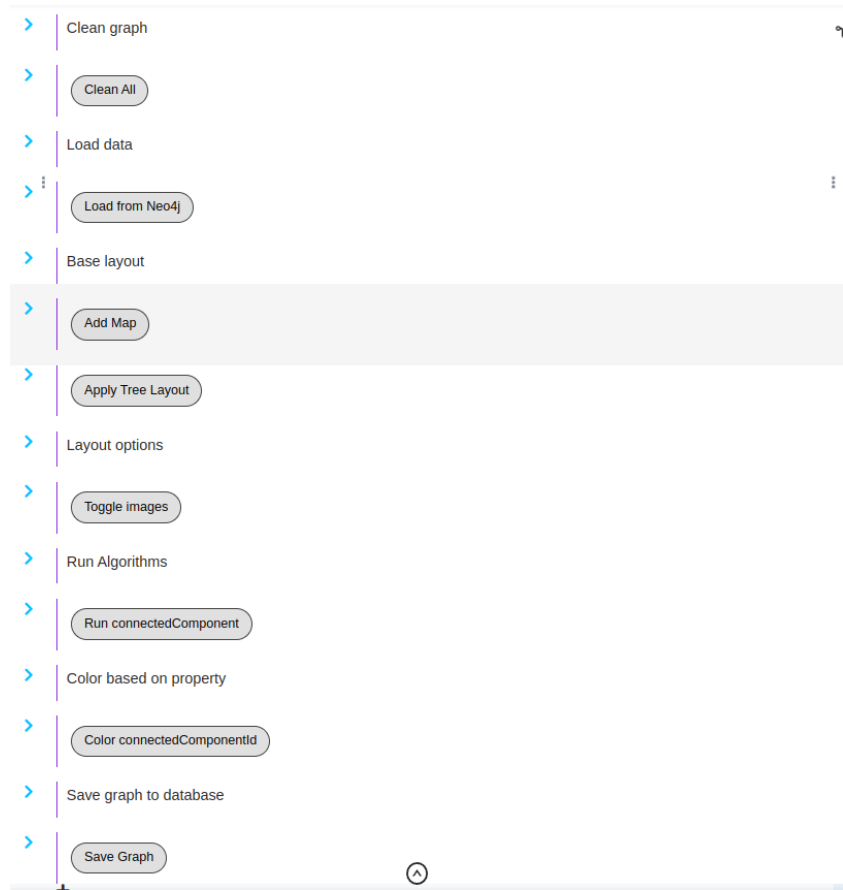 Clean graph
Clean All
Load data
Load from Neo4j
Base layout
Add Map
Apply Tree Layout
Layout options
Toggle images
Run Algorithms
Run connectedComponent
Color based on property
Color connectedComponentId
Save graph to database
Save Graph